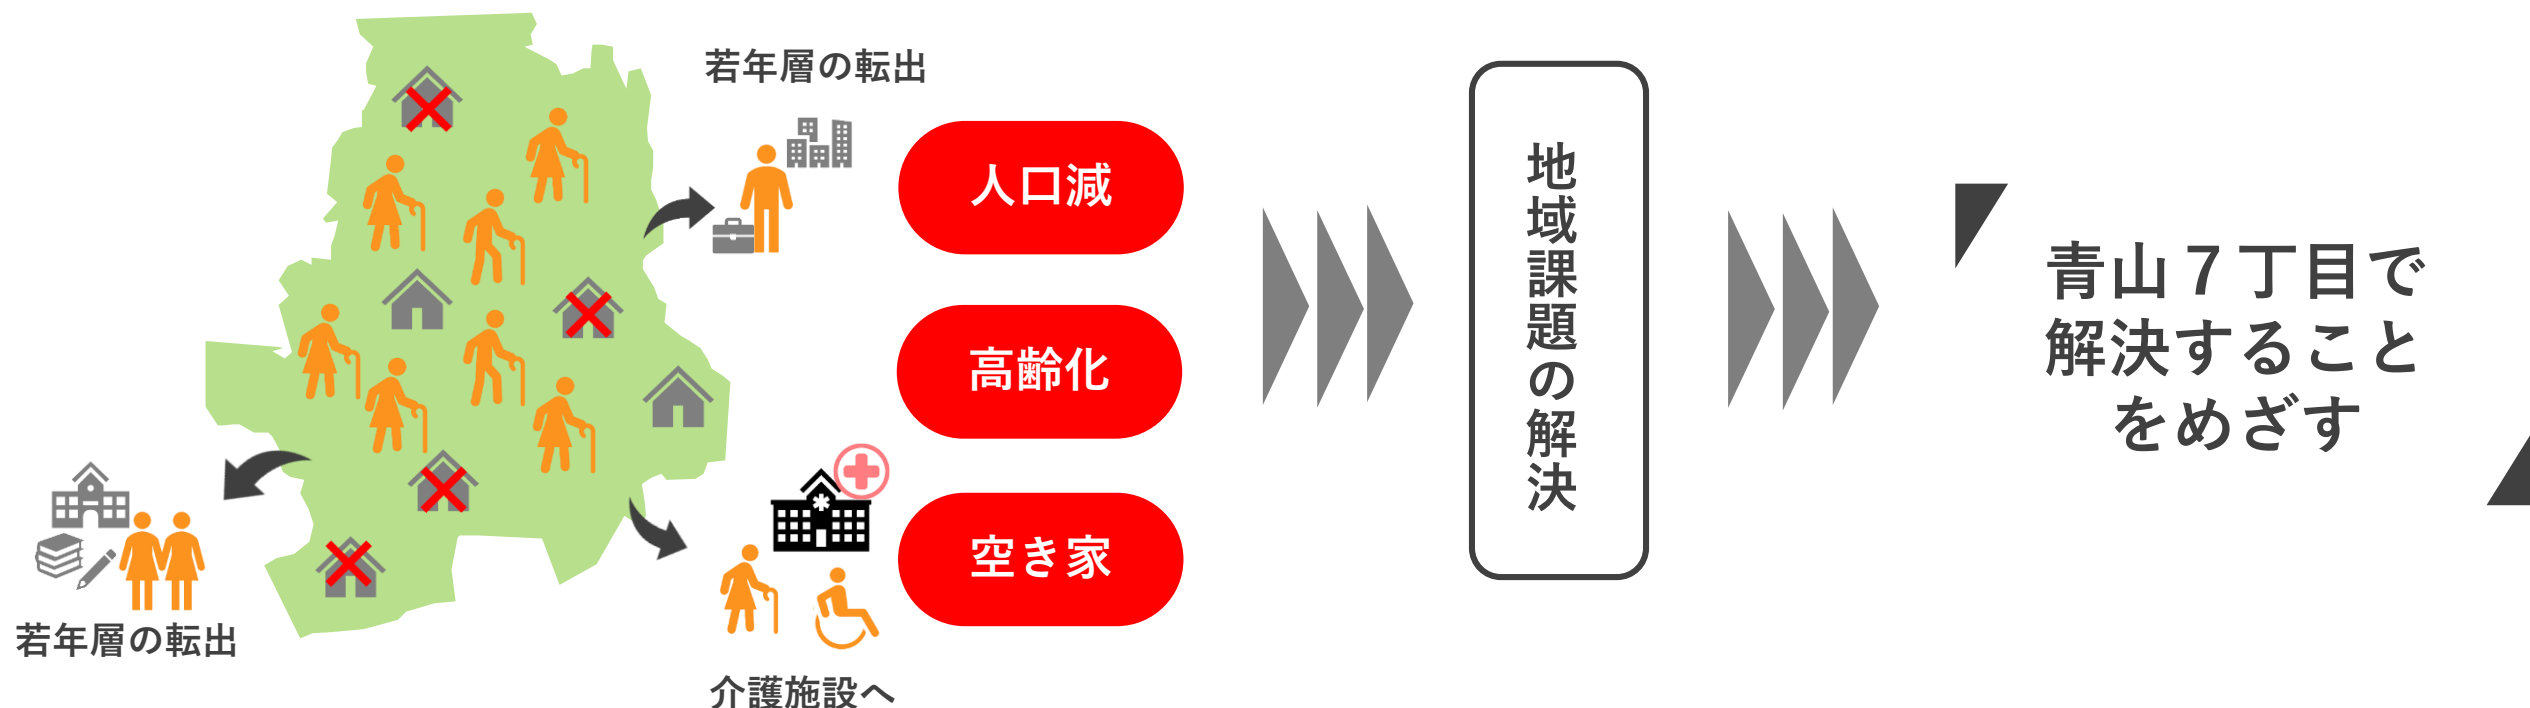 若年層の転出
人口減
高齢化
空き家
若年層の転出
介護施設へ
地域課題の解決
青山７丁目で
解決すること
をめざす